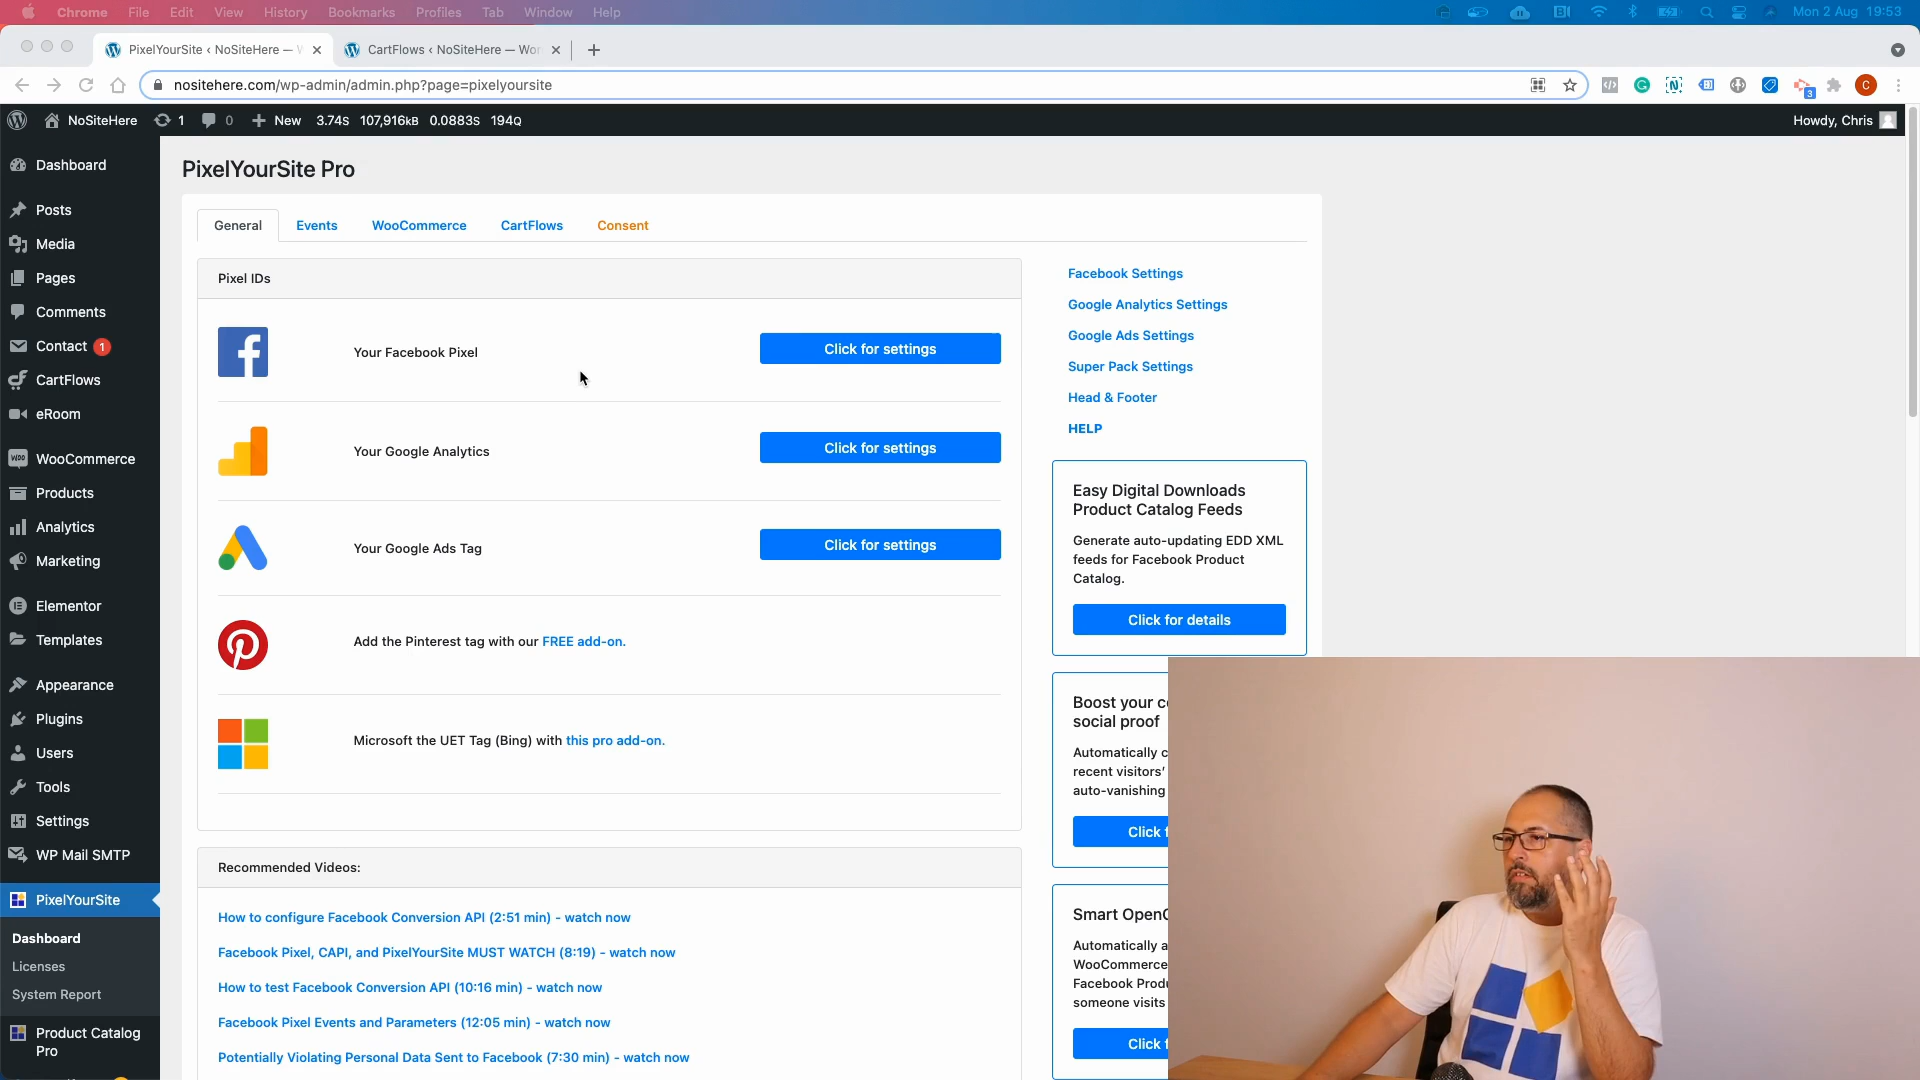 Chrome File Edit View History Bookmarks Profiles Tab Window Help
Mon 2 Aug 19:53
PixelYourSite ‹ NoSiteHere —
CartFlows ‹ NoSiteHere — Wor
nositehere.com/wp-admin/admin.php?page=pixelyoursite
3
C
NoSiteHere 1 0 New 3.74S 107,916KB 0.0883S 194Q
Howdy, Chris
Dashboard
Posts
Media
Pages
Comments
Contact 1
CartFlows
eRoom
WooCommerce
Products
Analytics
Marketing
Elementor
Templates
Appearance
Plugins
Users
Tools
Settings
WP Mail SMTP
PixelYourSite
Dashboard
Licenses
System Report
Product Catalog
Pro
PixelYourSite Pro
General Events WooCommerce CartFlows Consent
Pixel IDs
Your Facebook Pixel
Click for settings
Your Google Analytics
Click for settings
Your Google Ads Tag
Click for settings
Add the Pinterest tag with our FREE add-on.
Microsoft the UET Tag (Bing) with this pro add-on.
Recommended Videos:
How to configure Facebook Conversion API (2:51 min) - watch now
Facebook Pixel, CAPI, and PixelYourSite MUST WATCH (8:19) - watch now
How to test Facebook Conversion API (10:16 min) - watch now
Facebook Pixel Events and Parameters (12:05 min) - watch now
Potentially Violating Personal Data Sent to Facebook (7:30 min) - watch now
Facebook Settings
Google Analytics Settings
Google Ads Settings
Super Pack Settings
Head & Footer
HELP
Easy Digital Downloads
Product Catalog Feeds
Generate auto-updating EDD XML
feeds for Facebook Product
Catalog.
Click for details
Boost your c
social proof
Automatically c
recent visitors'
auto-vanishing
Click f
Smart Open
Automatically a
WooCommerce
Facebook Prod
someone visits
Click f